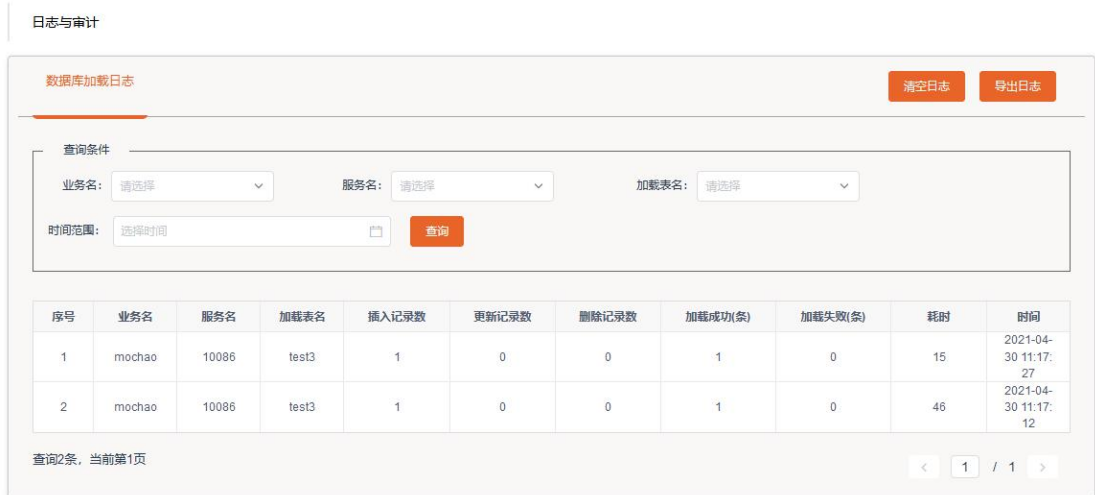 日志与审计
数据库加载日志 清空日志 导出日志
查询条件
业务名: 请选择 服务名: 请选择 加载表名: 请选择
时间范围: 选择时间 查询
序号 业务名 服务名 加载表名 插入记录数 更新记录数 删除记录数 加载成功(条) 加载失败(条) 耗时 时间
1 mochao 10086 test3 1 0 0 1 0 15 2021-04-
30 11:17:
27
2 mochao 10086 test3 1 0 0 1 0 46 2021-04-
30 11:17:
12
查询2条，当前第1页 < 1 / 1 >